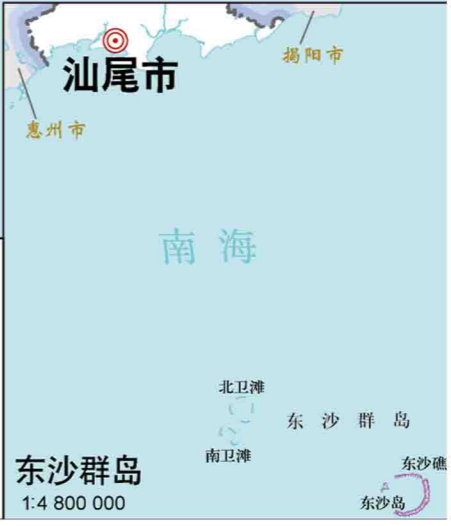 揭阳市
汕尾市
惠州市
南海
北卫滩
东沙群岛
南卫滩
东沙礁
东沙群岛
1:4 800 000
东沙岛